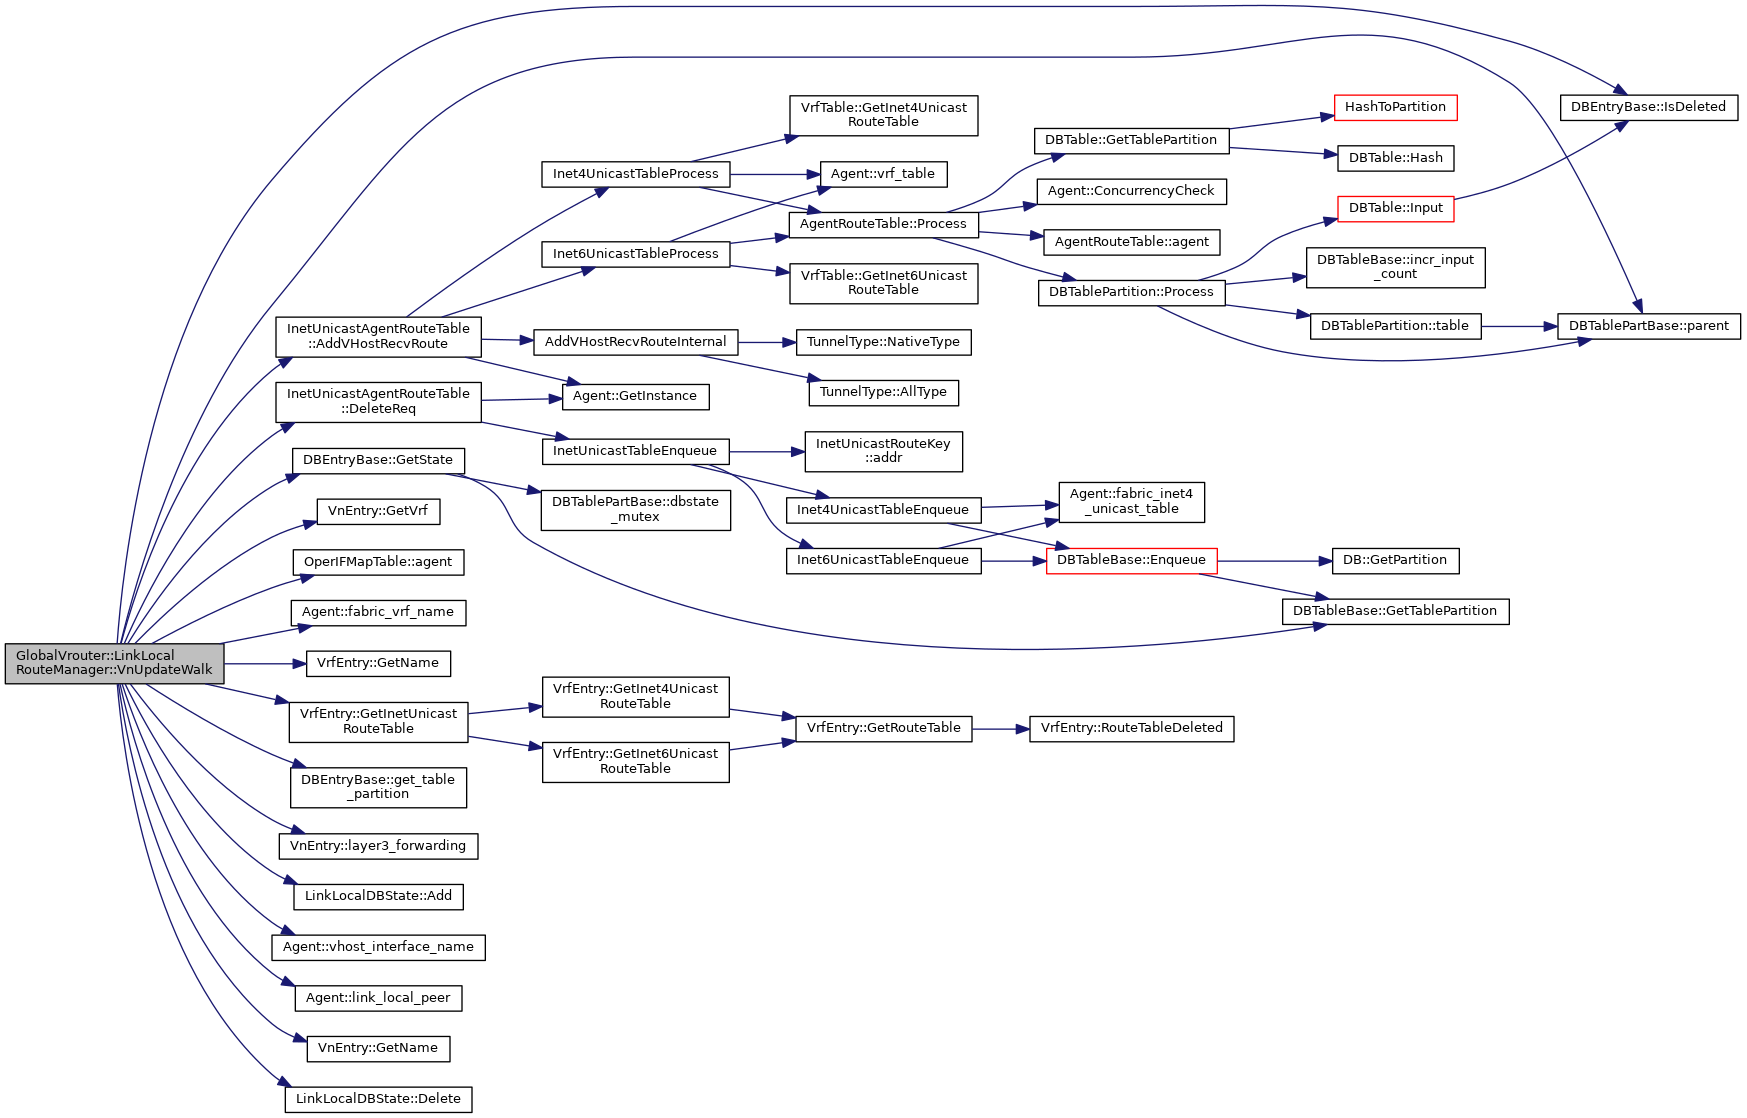 GlobalVrouter::LinkLocal
RouteManager::VnUpdateWalk
InetUnicastAgentRouteTable
::AddVHostRecvRoute
InetUnicastAgentRouteTable
::DeleteReq
DBEntryBase::GetState
VnEntry::GetVrf
OperIFMapTable::agent
Agent::fabric_vrf_name
VrfEntry::GetName
VrfEntry::GetInetUnicast
RouteTable
DBEntryBase::get_table
_partition
VnEntry::layer3_forwarding
LinkLocalDBState::Add
Agent::vhost_interface_name
Agent::link_local_peer
VnEntry::GetName
LinkLocalDBState::Delete
Inet4UnicastTableProcess
Inet6UnicastTableProcess
AddVHostRecvRouteInternal
Agent::GetInstance
InetUnicastTableEnqueue
DBTablePartBase::dbstate
_mutex
VrfEntry::GetInet4Unicast
RouteTable
VrfEntry::GetInet6Unicast
RouteTable
VrfTable::GetInet4Unicast
RouteTable
Agent::vrf_table
AgentRouteTable::Process
VrfTable::GetInet6Unicast
RouteTable
TunnelType::NativeType
TunnelType::AllType
InetUnicastRouteKey
::addr
Inet4UnicastTableEnqueue
Inet6UnicastTableEnqueue
VrfEntry::GetRouteTable
DBTable::GetTablePartition
Agent::ConcurrencyCheck
AgentRouteTable::agent
DBTablePartition::Process
Agent::fabric_inet4
_unicast_table
DBTableBase::Enqueue
VrfEntry::RouteTableDeleted
HashToPartition
DBTable::Hash
DBTable::Input
DBTableBase::incr_input
_count
DBTablePartition::table
DB::GetPartition
DBTableBase::GetTablePartition
DBEntryBase::IsDeleted
DBTablePartBase::parent